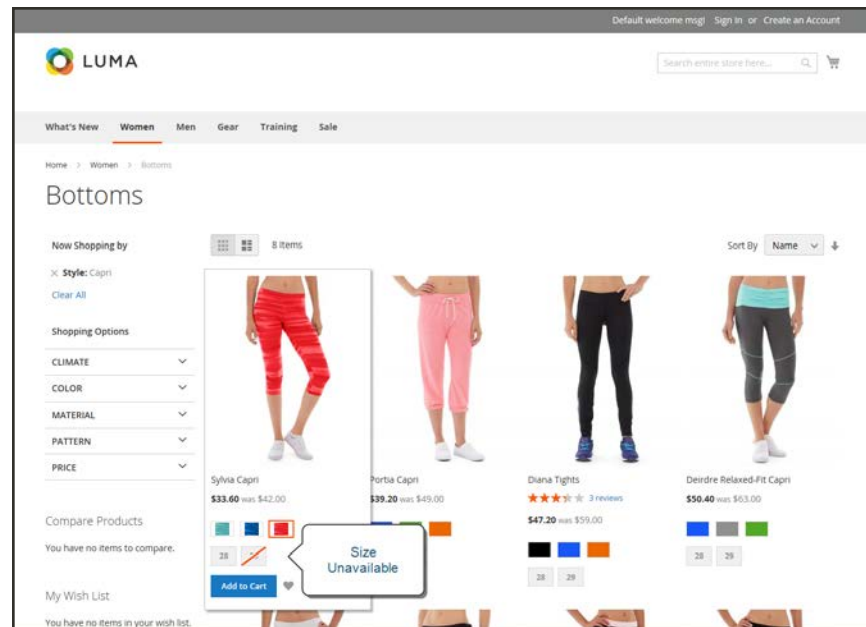 Default welcome msg! Sign In or Create an Account
LUMA
Search entire store here...
What's New Women Men Gear Training Sale
Home > Women > Bottoms
Bottoms
Now Shopping by
8 Items
Sort By Name
× Style: Capri
Clear All
Shopping Options
CLIMATE
COLOR
MATERIAL
PATTERN
PRICE
Sylvia Capri
$33.60 was $42.00
28
Add to Cart
Size
Unavailable
Portia Capri
$39.20 was $49.00
Diana Tights
3 reviews
$47.20 was $59.00
28 29
Deirdre Relaxed-Fit Capri
$50.40 was $63.00
28 29
Compare Products
You have no items to compare.
My Wish List
You have no items in your wish list.